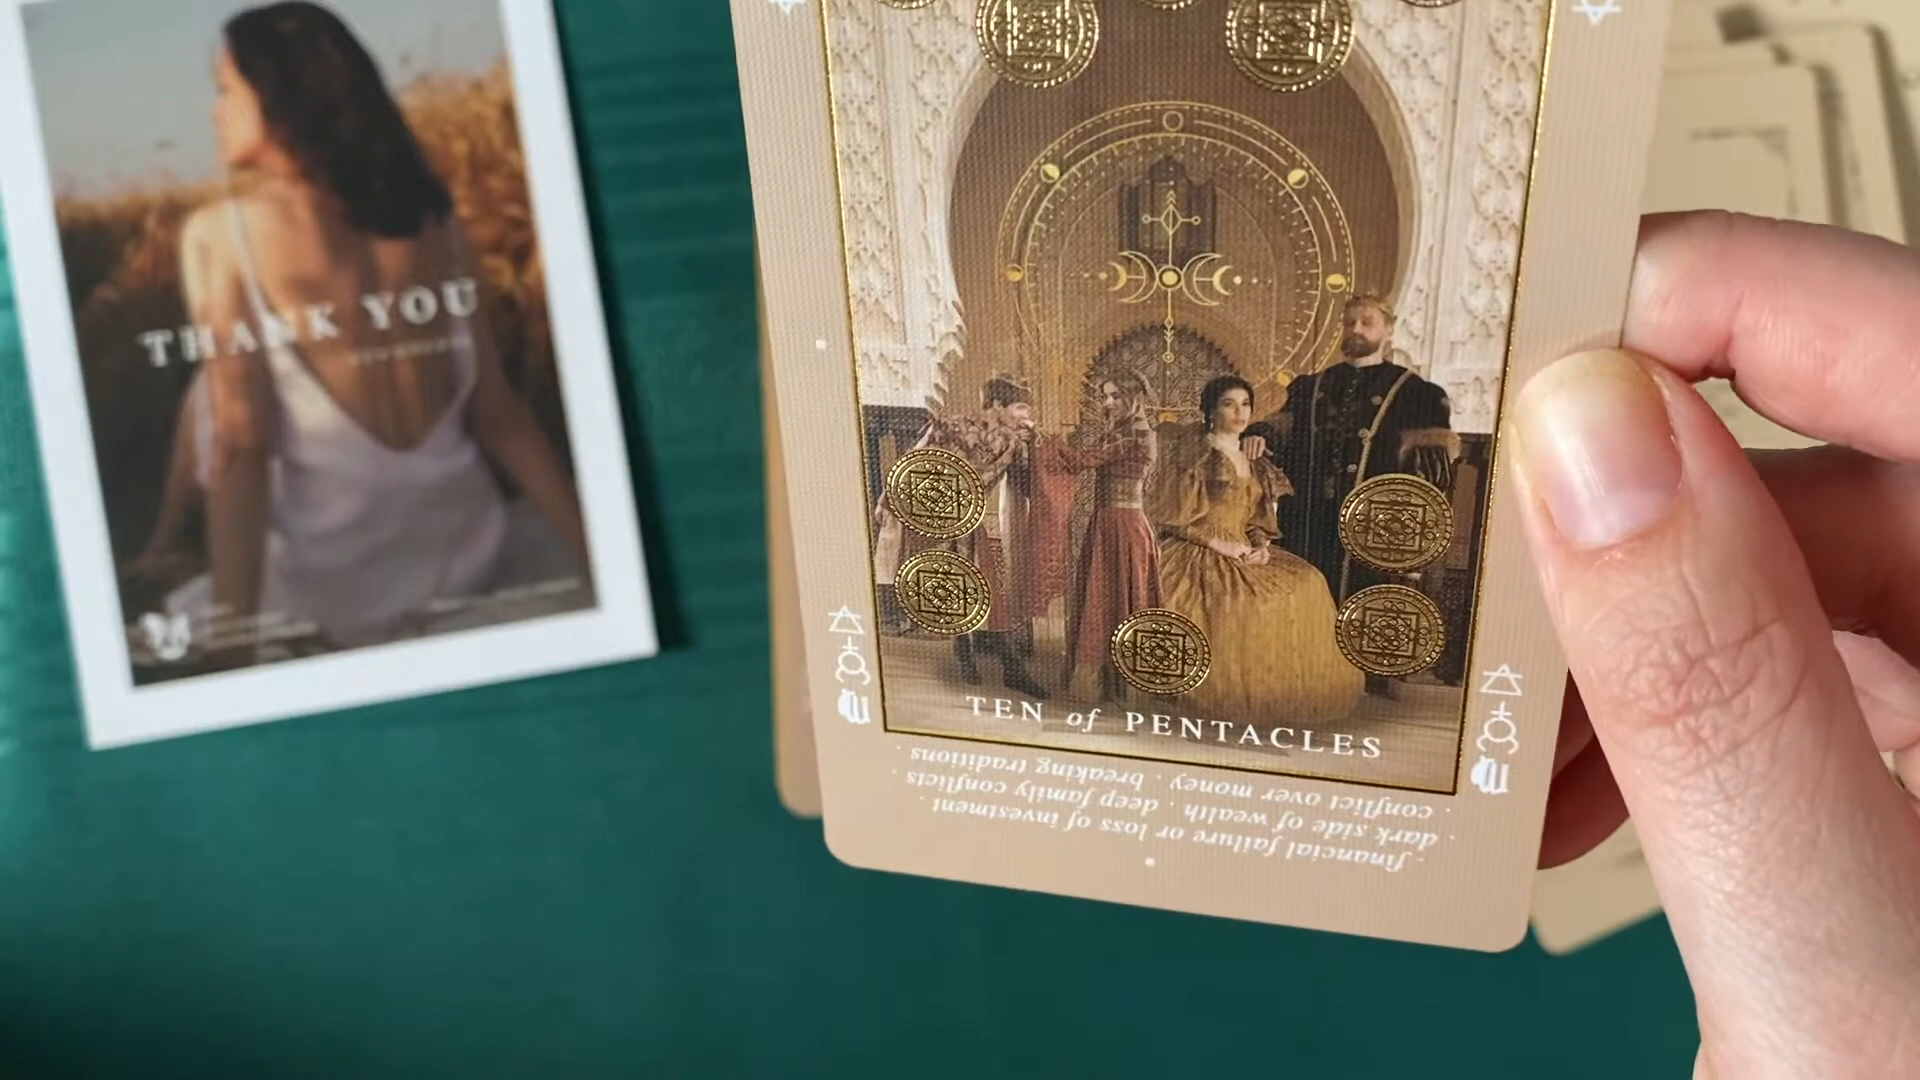 THANK YOU
TEN of PENTACLES
· financial failure or loss of investment ·
· dark side of wealth · deep family conflicts ·
· conflict over money · breaking traditions ·